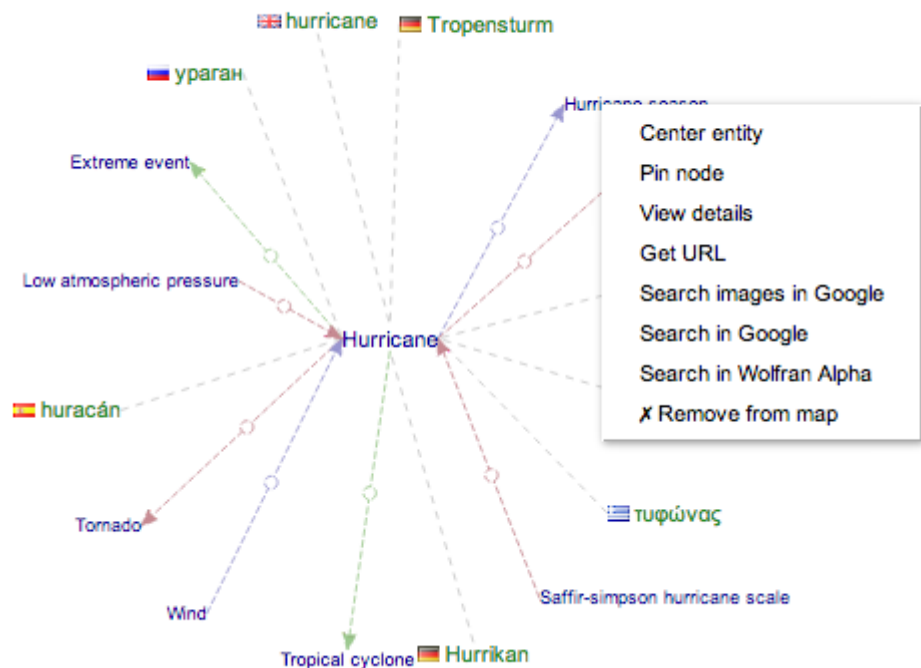 hurricane
Tropensturm
ураган
Hurricane season
Extreme event
Center entity
Pin node
View details
Get URL
Low atmospheric pressure
Search images in Google
Hurricane
Search in Google
Search in Wolfran Alpha
huracán
✗ Remove from map
Tornado
τυφώνας
Wind
Saffir-simpson hurricane scale
Tropical cyclone
Hurrikan